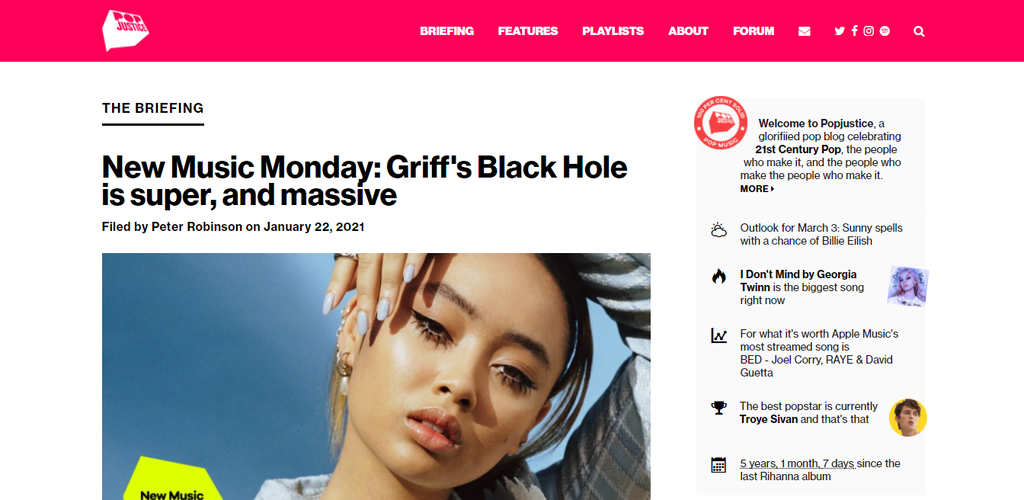 POP
JUSTICE
BRIEFING
FEATURES
PLAYLISTS
ABOUT
FORUM
THE BRIEFING
New Music Monday: Griff's Black Hole
is super, and massive
Filed by Peter Robinson on January 22, 2021
New Music
100 PER CENT SOLID
POP MUSIC
Welcome to Popjustice, a
glorifiied pop blog celebrating
21st Century Pop, the people
who make it, and the people who
make the people who make it.
MORE
Outlook for March 3: Sunny spells
with a chance of Billie Eilish
I Don't Mind by Georgia
Twinn is the biggest song
right now
For what it's worth Apple Music's
most streamed song is
BED - Joel Corry, RAYE & David
Guetta
The best popstar is currently
Troye Sivan and that's that
5 years, 1 month, 7 days since the
last Rihanna album